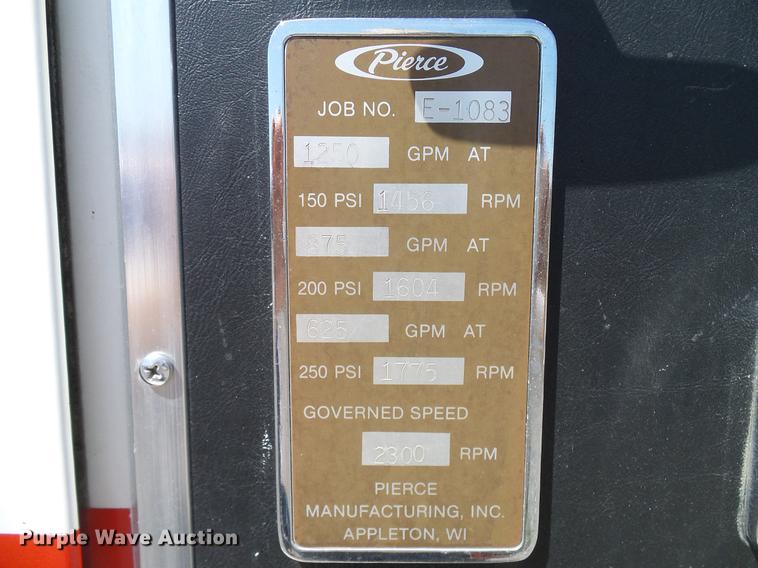 Pierce
JOB NO. E-1083
1250 GPM AT
150 PSI 1456 RPM
875 GPM AT
200 PSI 1604 RPM
625 GPM AT
250 PSI 1775 RPM
GOVERNED SPEED
2300 RPM
PIERCE
MANUFACTURING, INC.
APPLETON, WI
Purple Wave Auction®